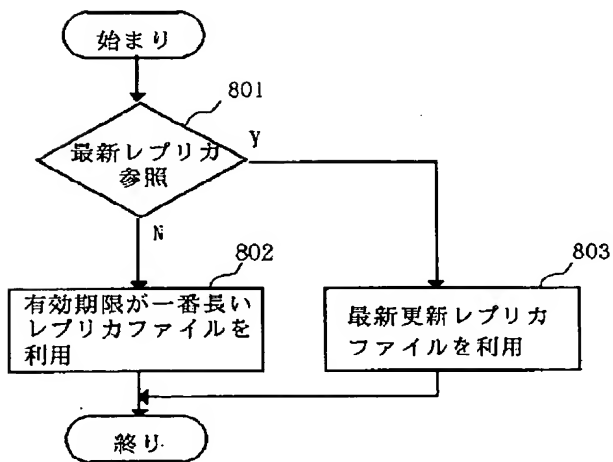 始まり
801
最新レプリカ
参照
Y
N
802
有効期限が一番長い
レプリカファイルを
利用
803
最新更新レプリカ
ファイルを利用
終り